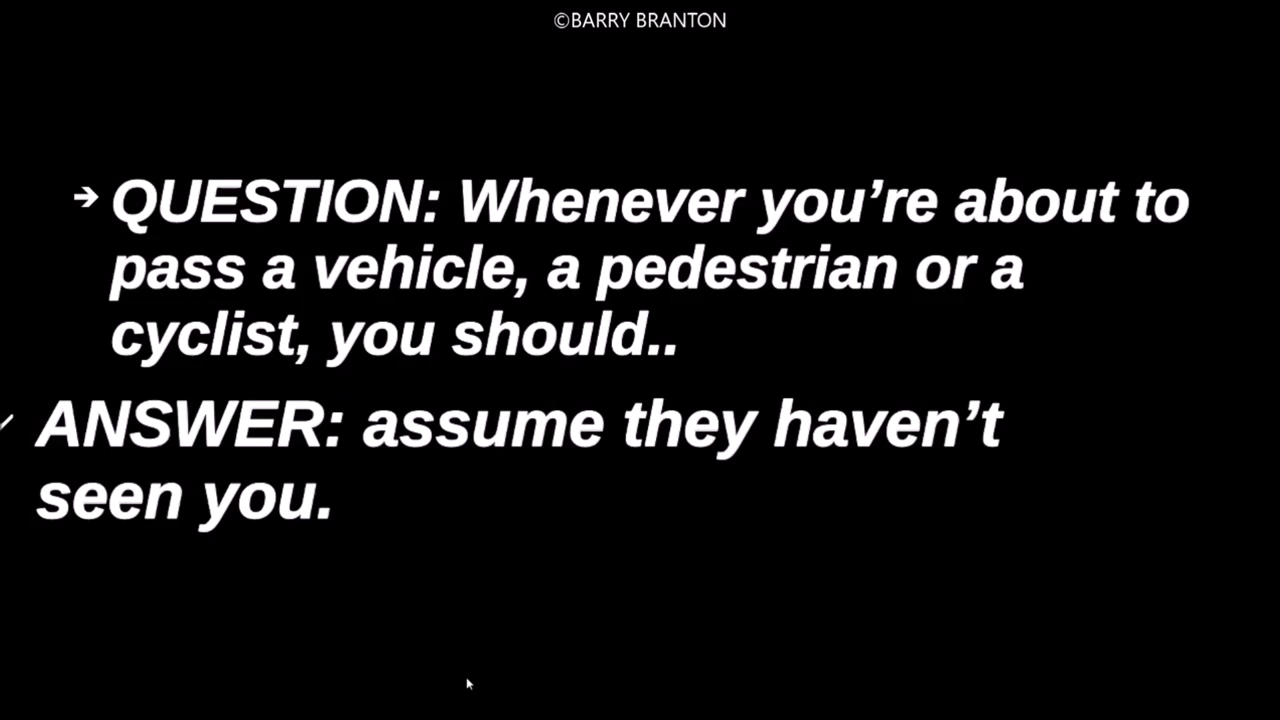 ©BARRY BRANTON
➔ QUESTION: Whenever you’re about to
pass a vehicle, a pedestrian or a
cyclist, you should..
✓ ANSWER: assume they haven’t
seen you.